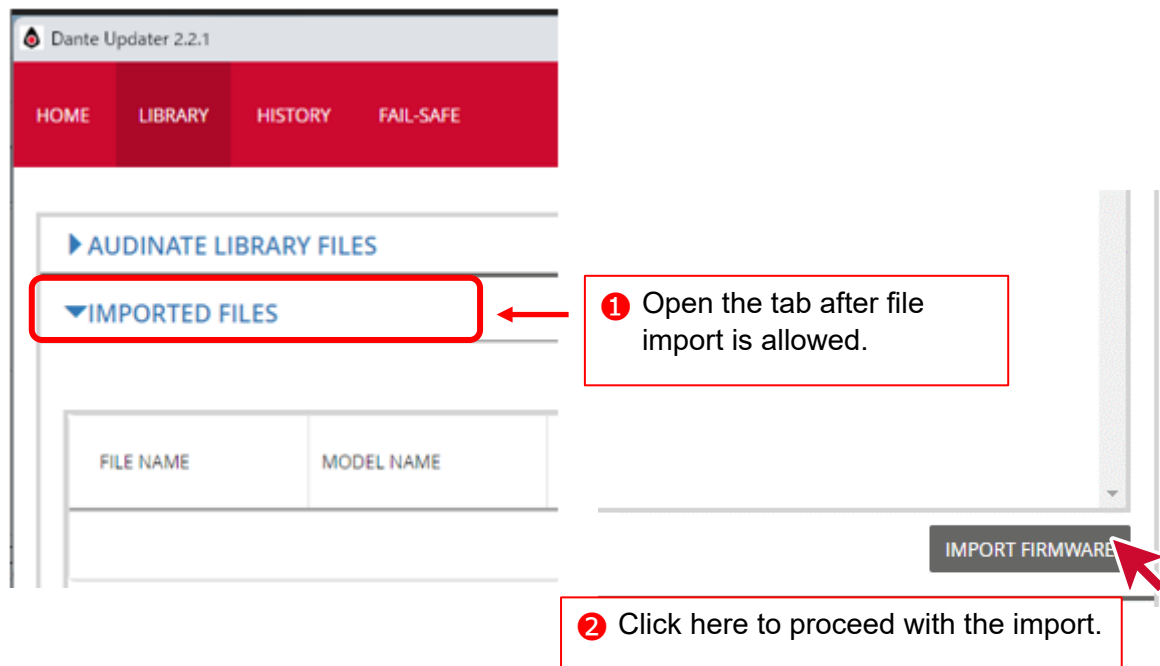 Dante Updater 2.2.1
HOME LIBRARY HISTORY FAIL-SAFE
AUDINATE LIBRARY FILES
IMPORTED FILES
❶ Open the tab after file
import is allowed.
FILE NAME MODEL NAME
IMPORT FIRMWARE
❷ Click here to proceed with the import.